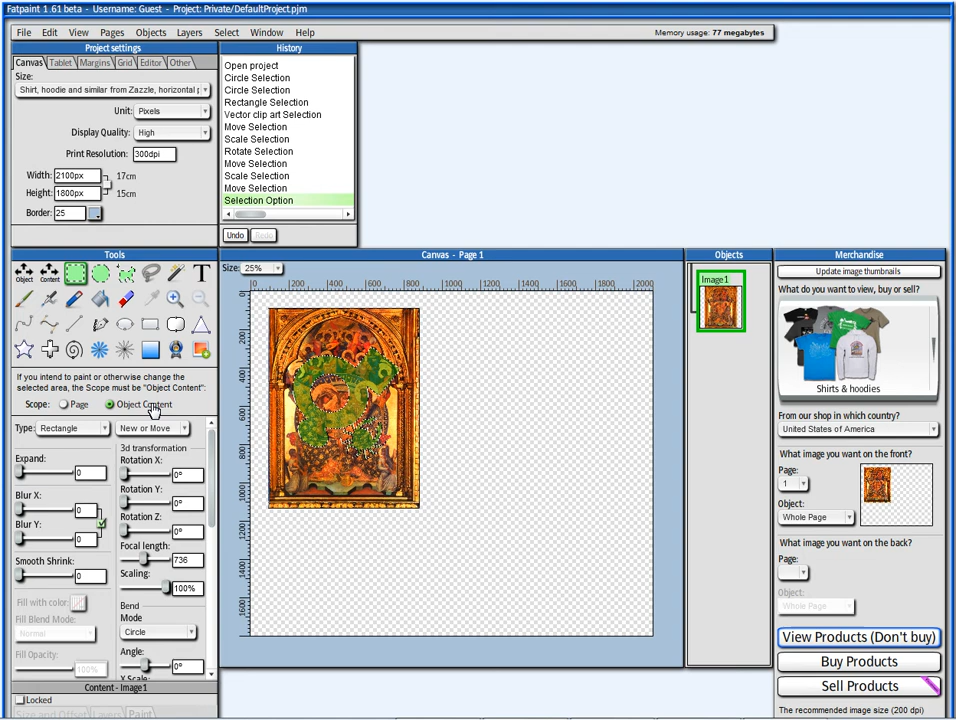 Fatpaint 1.61 beta - Username: Guest - Project: Private/DefaultProject.pjm
File Edit View Pages Objects Layers Select Window Help
Memory usage: 77 megabytes
Project settings
Canvas Tablet Margins Grid Editor Other
Size:
Shirt, hoodie and similar from Zazzle, horizontal p
Unit: Pixels
Display Quality: High
Print Resolution: 300dpi
Width: 2100px 17cm
Height: 1800px 15cm
Border: 25
History
Open project
Circle Selection
Circle Selection
Rectangle Selection
Vector clip art Selection
Move Selection
Scale Selection
Rotate Selection
Move Selection
Scale Selection
Move Selection
Selection Option
Undo Redo
Tools
Object Content T
If you intend to paint or otherwise change the
selected area, the Scope must be "Object Content":
Scope: Page Object Content
Type: Rectangle New or Move
Expand: 0
Blur X: 0
Blur Y: 0
Smooth Shrink: 0
Fill with color:
Fill Blend Mode:
Normal
Fill Opacity:
100%
3d transformation
Rotation X:
0°
Rotation Y:
0°
Rotation Z:
0°
Focal length:
736
Scaling:
100%
Bend
Mode
Circle
Angle:
0°
X Scale:
Content - Image1
Locked
Size and Offset Layers Paint
Canvas - Page 1
Size: 25%
0 200 400 600 800 1000 1200 1400 1600 1800 2000
0
200
400
600
800
1000
1200
1400
1600
Objects
Image1
Merchandise
Update image thumbnails
What do you want to view, buy or sell?
Shirts & hoodies
From our shop in which country?
United States of America
What image you want on the front?
Page:
1
Object:
Whole Page
What image you want on the back?
Page:
Object:
Whole Page
View Products (Don't buy)
Buy Products
Sell Products
The recommended image size (200 dpi)